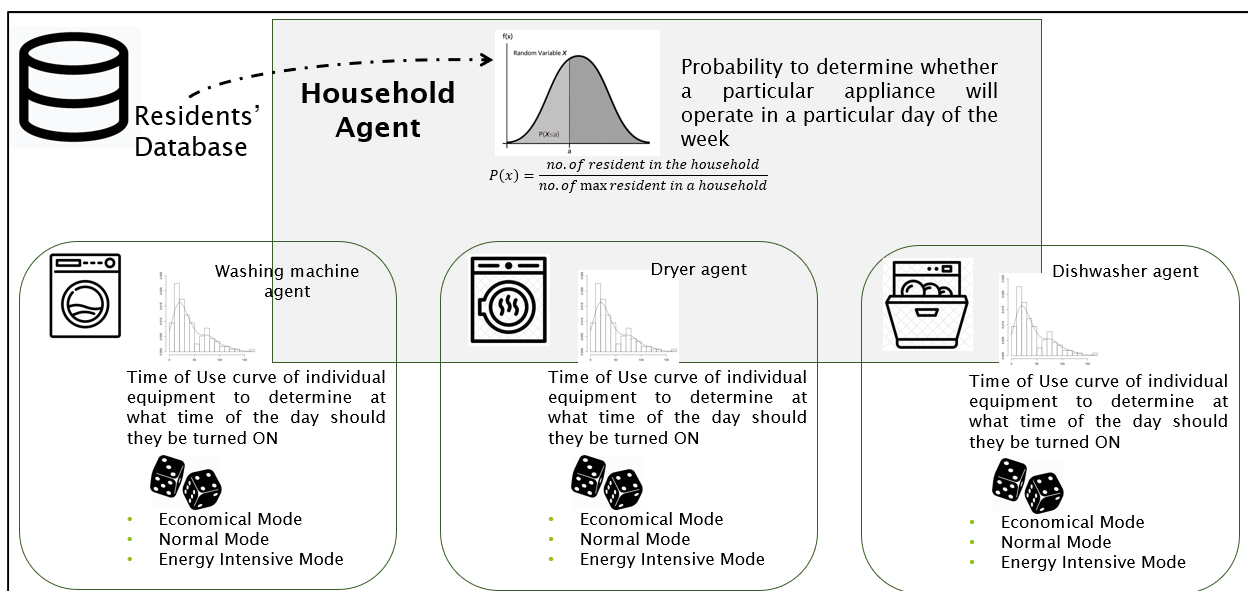 Residents’
Database
Household
Agent
f(x)
Random Variable X
P(X≤a)
a
Probability to determine whether
a particular appliance will
operate in a particular day of the
week
P(x) = no. of resident in the household / no. of max resident in a household
Washing machine
agent
Time of Use curve of individual
equipment to determine at
what time of the day should
they be turned ON
• Economical Mode
• Normal Mode
• Energy Intensive Mode
Dryer agent
Time of Use curve of individual
equipment to determine at
what time of the day should
they be turned ON
• Economical Mode
• Normal Mode
• Energy Intensive Mode
Dishwasher agent
Time of Use curve of individual
equipment to determine at
what time of the day should
they be turned ON
• Economical Mode
• Normal Mode
• Energy Intensive Mode